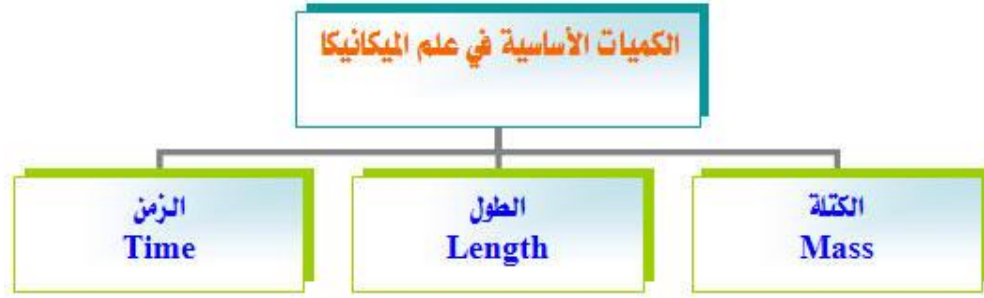 الكميات الأساسية في علم الميكانيكا
الكتلة
Mass
الطول
Length
الزمن
Time